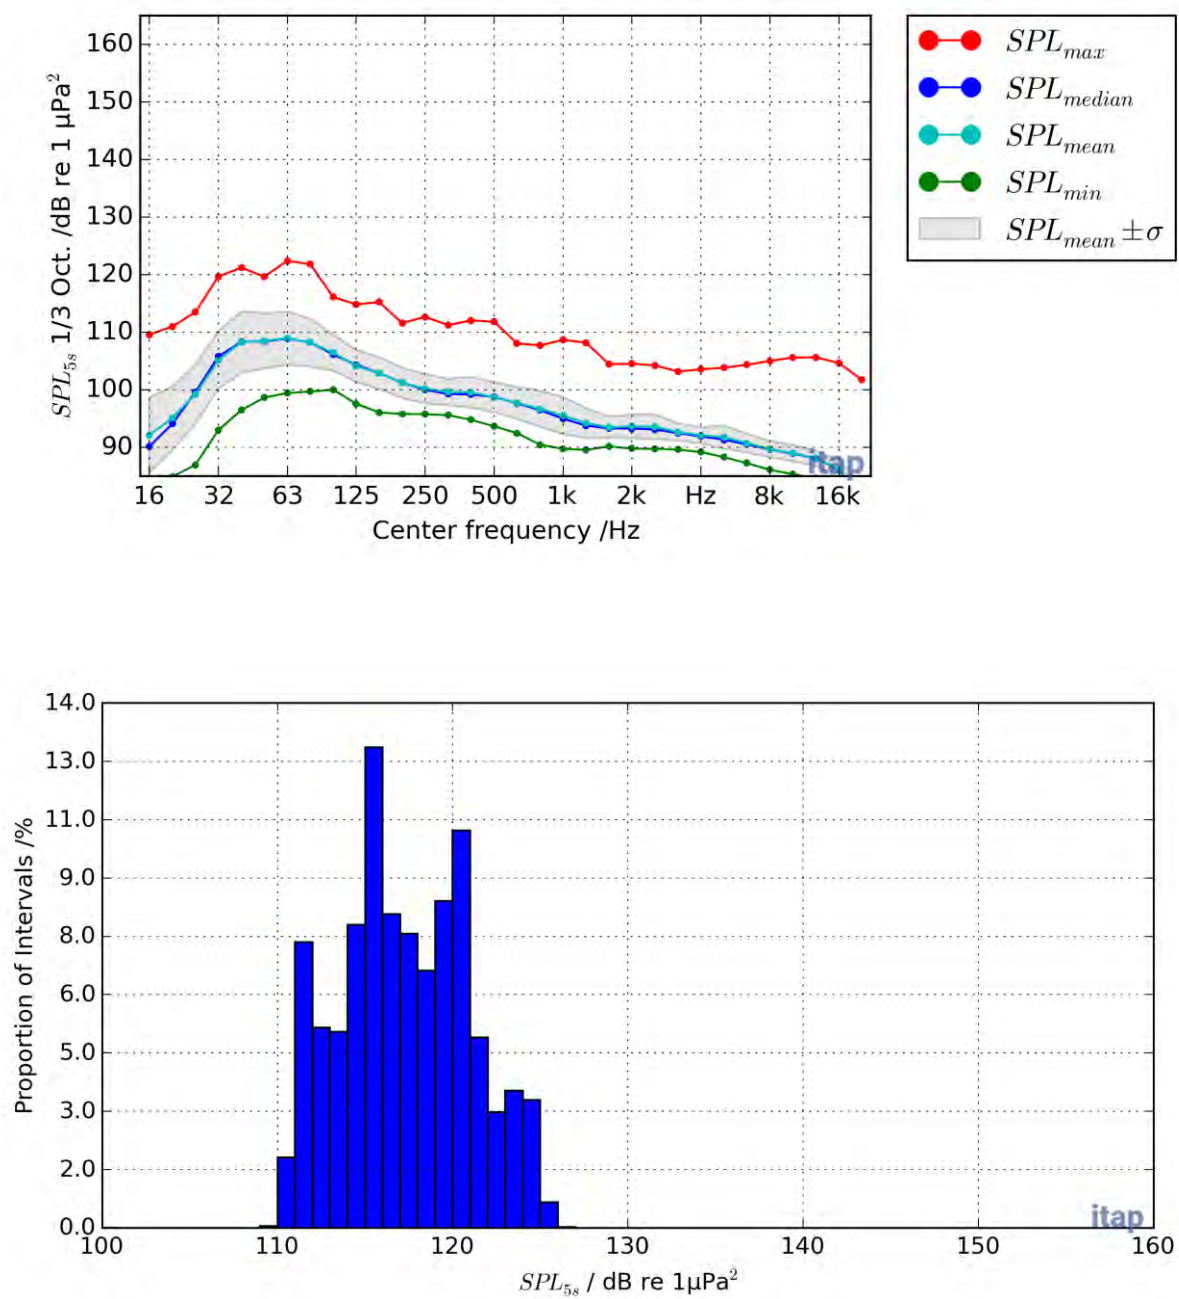 160
150
140
130
120
110
100
90
SPL5s 1/3 Oct. /dB re 1 µPa²
16 32 63 125 250 500 1k 2k Hz 8k 16k
Center frequency /Hz
itap
SPLmax
SPLmedian
SPLmean
SPLmin
SPLmean ±σ
14.0
13.0
11.0
9.0
8.0
6.0
5.0
3.0
2.0
0.0
Proportion of Intervals /%
100 110 120 130 140 150 160
SPL5s / dB re 1µPa²
itap